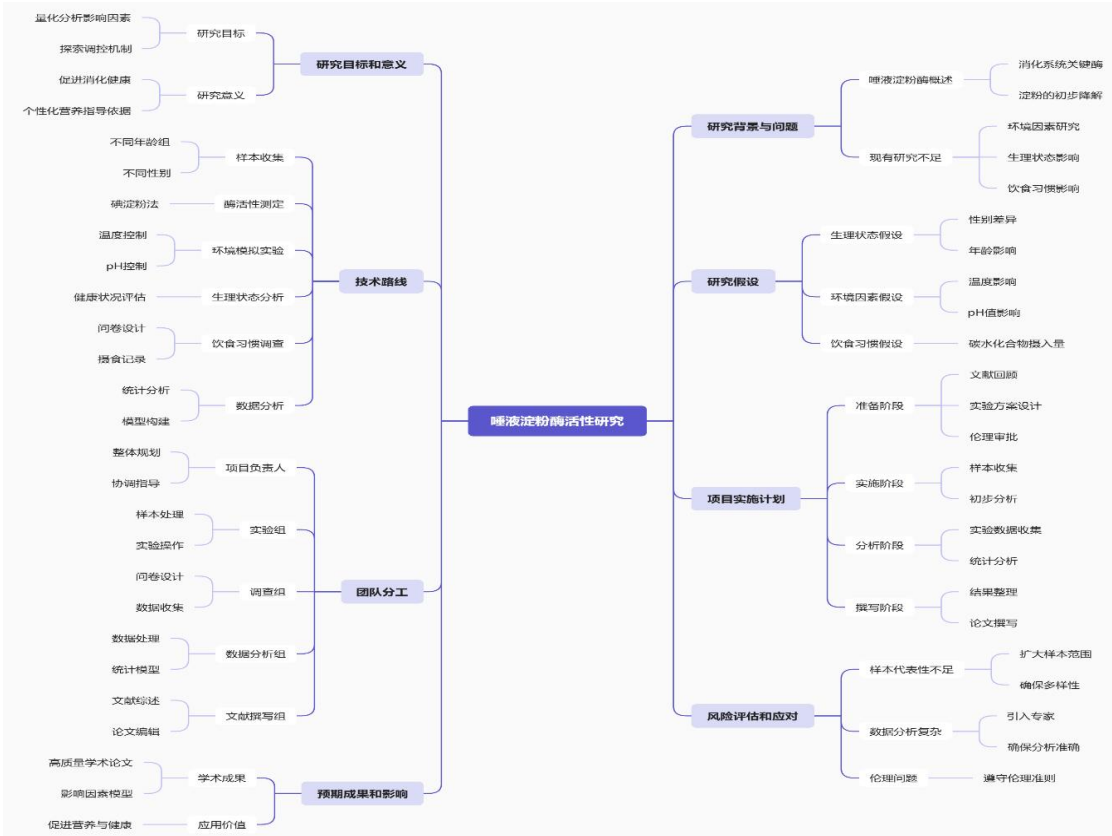 唾液淀粉酶活性研究
研究背景与问题
唾液淀粉酶概述
消化系统关键酶
淀粉的初步降解
现有研究不足
环境因素研究
生理状态影响
饮食习惯影响
研究假设
生理状态假设
性别差异
年龄影响
环境因素假设
温度影响
pH值影响
饮食习惯假设
碳水化合物摄入量
项目实施计划
准备阶段
文献回顾
实验方案设计
伦理审批
实施阶段
样本收集
初步分析
分析阶段
实验数据收集
统计分析
撰写阶段
结果整理
论文撰写
风险评估和应对
样本代表性不足
扩大样本范围
确保多样性
数据分析复杂
引入专家
确保分析准确
伦理问题
遵守伦理准则
研究目标和意义
研究目标
量化分析影响因素
探索调控机制
研究意义
促进消化健康
个性化营养指导依据
技术路线
样本收集
不同年龄组
不同性别
酶活性测定
碘淀粉法
环境模拟实验
温度控制
pH控制
生理状态分析
健康状况评估
饮食习惯调查
问卷设计
摄食记录
数据分析
统计分析
模型构建
团队分工
项目负责人
整体规划
协调指导
实验组
样本处理
实验操作
调查组
问卷设计
数据收集
数据分析组
数据处理
统计模型
文献撰写组
文献综述
论文编辑
预期成果和影响
学术成果
高质量学术论文
影响因素模型
应用价值
促进营养与健康